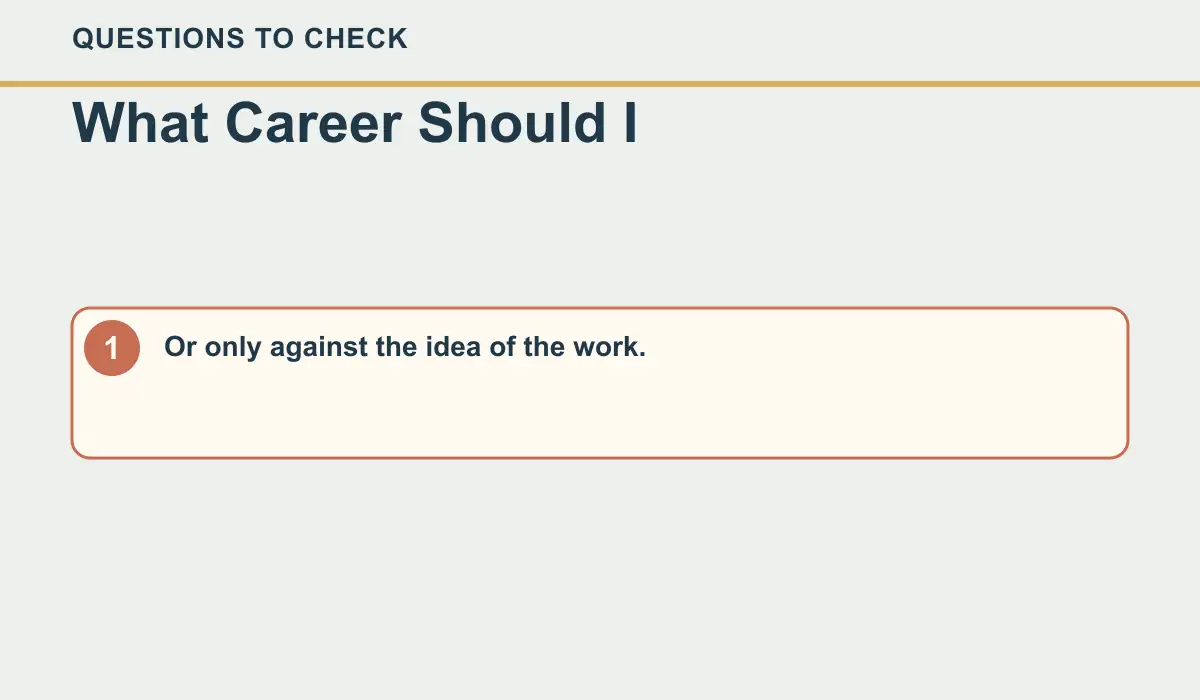 QUESTIONS TO CHECK
What Career Should I
1 Or only against the idea of the work.